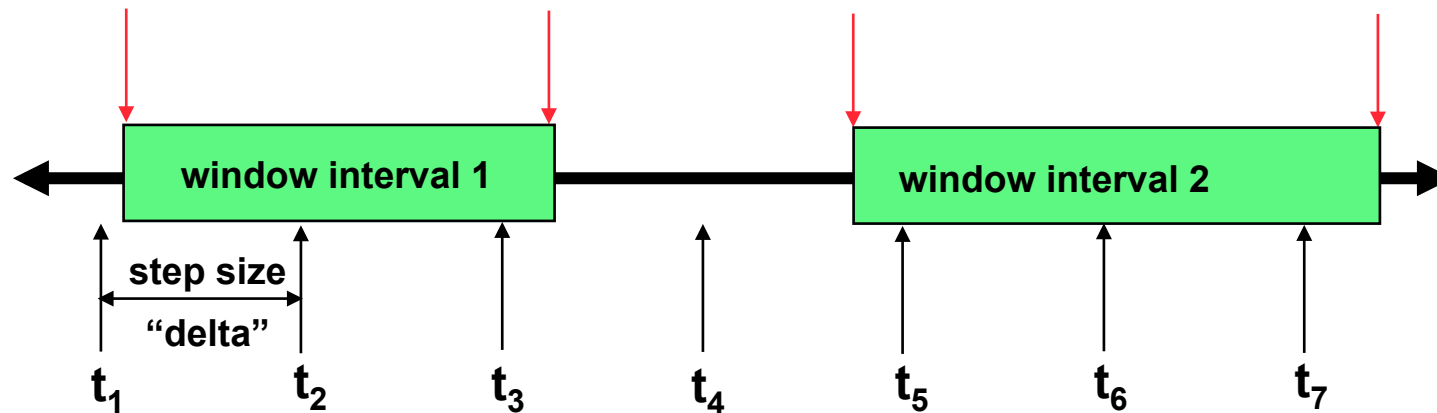 window interval 1
window interval 2
step size
“delta”
t₁
t₂
t₃
t₄
t₅
t₆
t₇